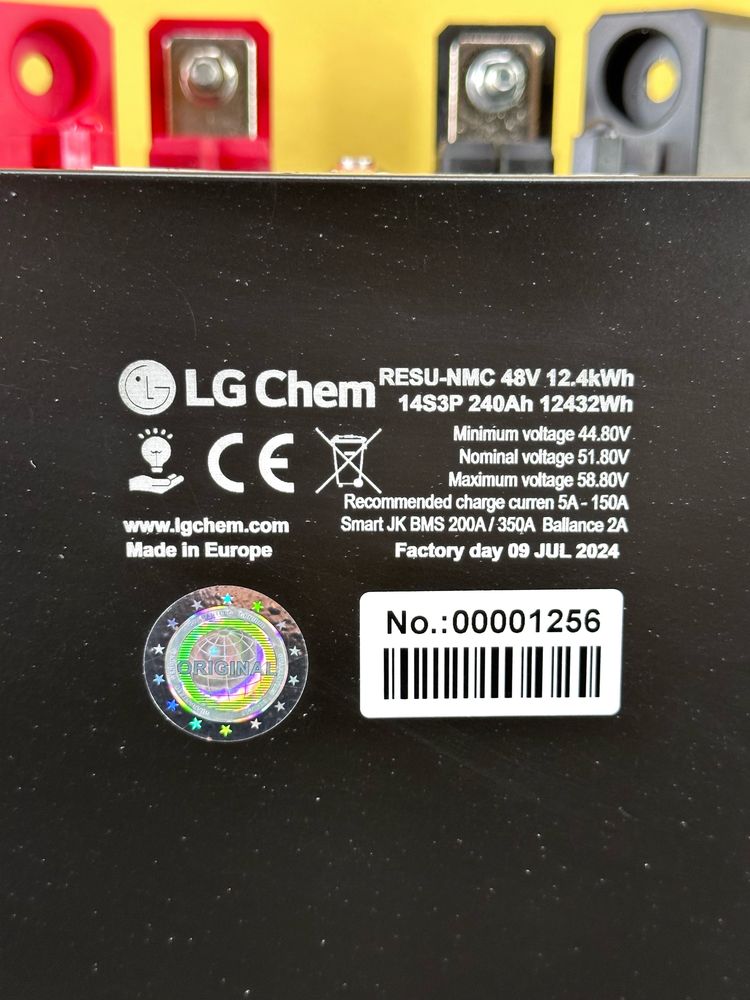 LG Chem
RESU-NMC 48V 12.4kWh
14S3P 240Ah 12432Wh
Minimum voltage 44.80V
Nominal voltage 51.80V
Maximum voltage 58.80V
Recommended charge curren 5A - 150A
Smart JK BMS 200A / 350A Ballance 2A
Factory day 09 JUL 2024
CE
www.lgchem.com
Made in Europe
ORIGINAL
No.:00001256